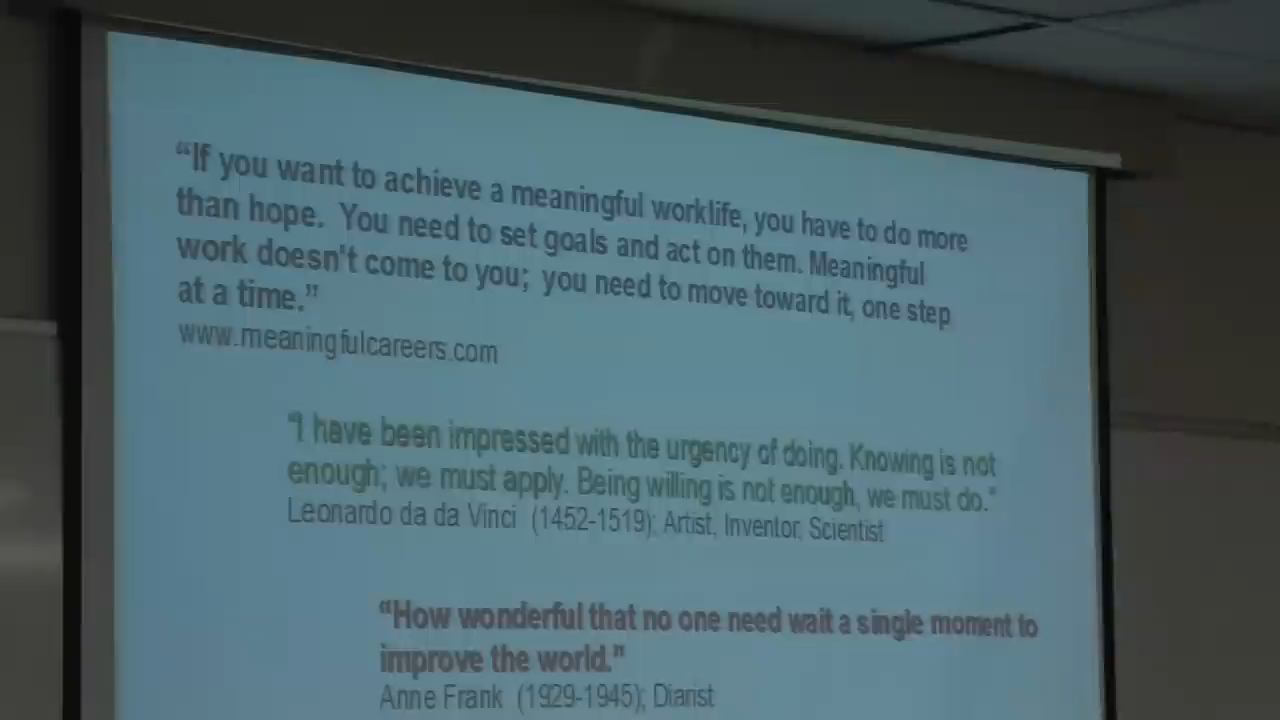 “If you want to achieve a meaningful worklife, you have to do more
than hope.  You need to set goals and act on them. Meaningful
work doesn't come to you;  you need to move toward it, one step
at a time.”
www.meaningfulcareers.com
"I have been impressed with the urgency of doing. Knowing is not
enough; we must apply. Being willing is not enough, we must do."
Leonardo da da Vinci  (1452-1519); Artist, Inventor, Scientist
“How wonderful that no one need wait a single moment to
improve the world.”
Anne Frank  (1929-1945); Diarist